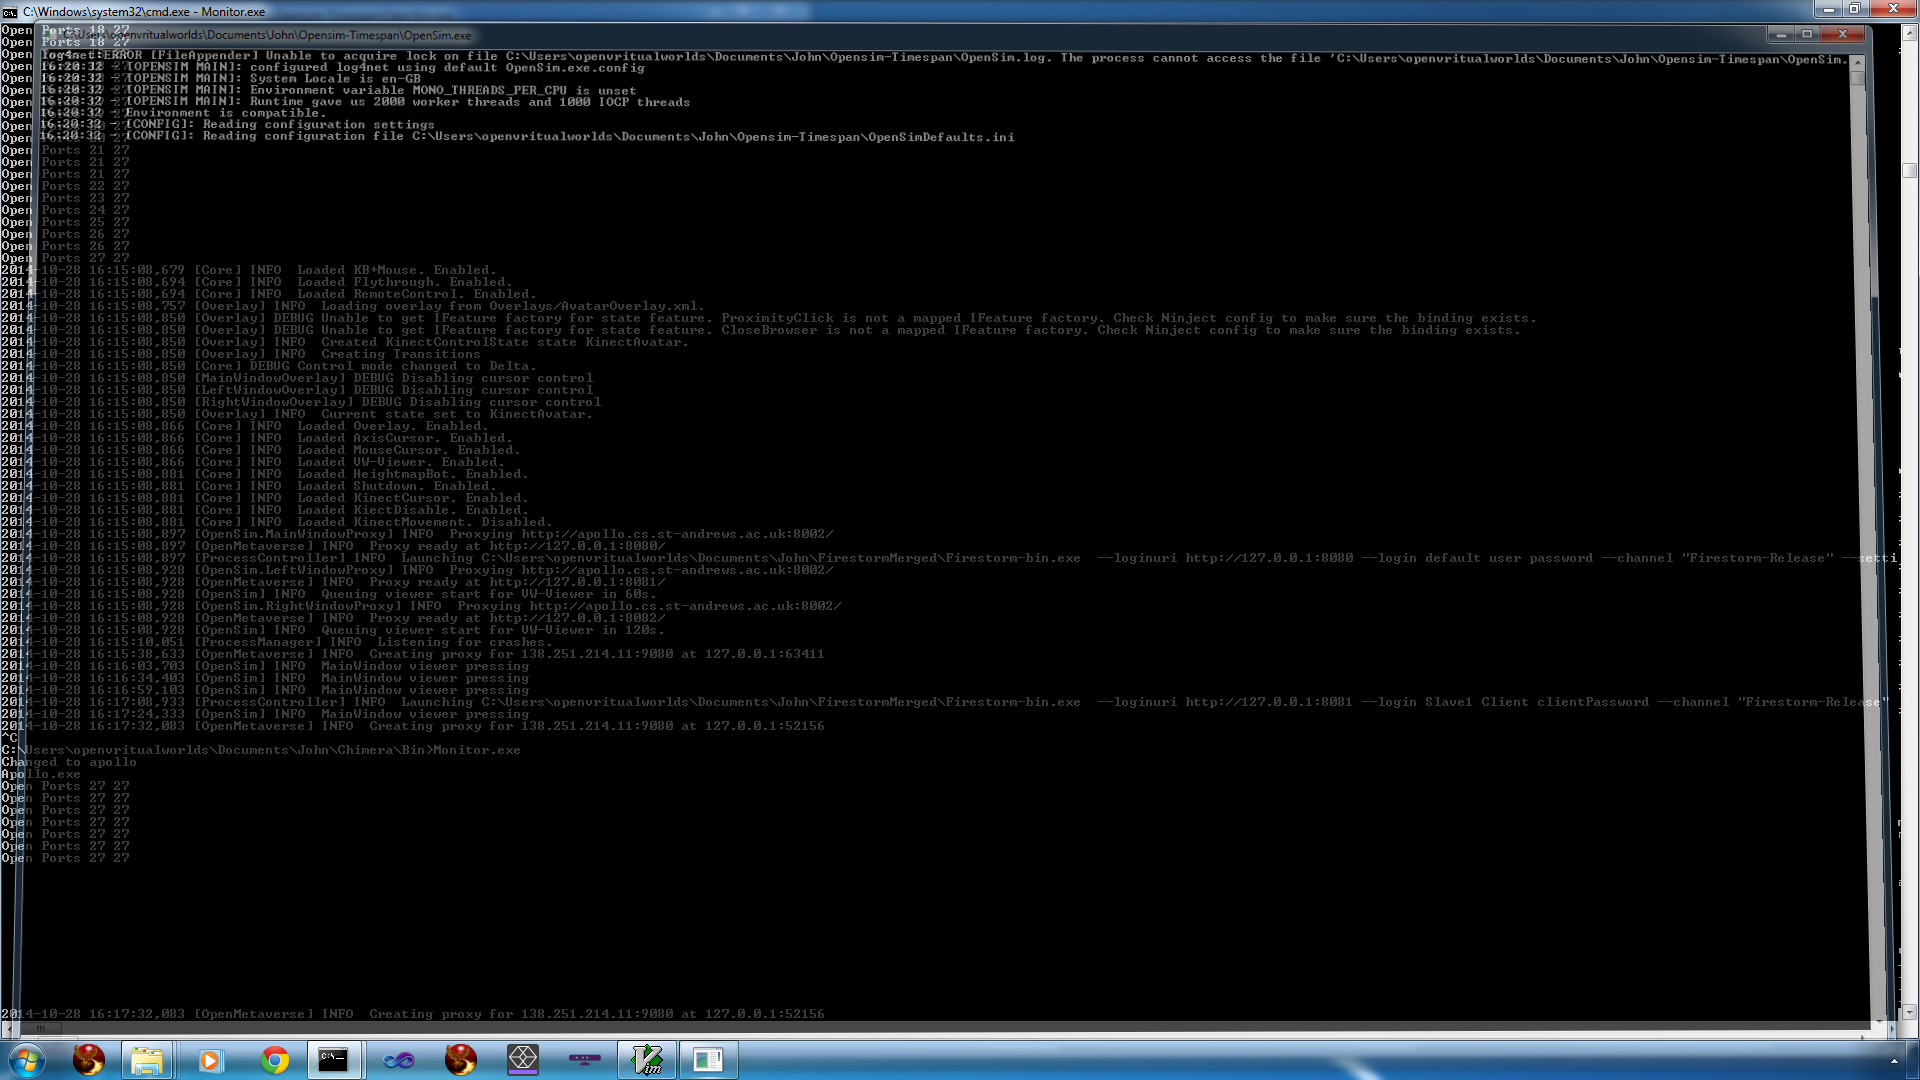 C:\Windows\system32\cmd.exe - Monitor.exe
C:\Users\openvritualworlds\Documents\John\Opensim-Timespan\OpenSim.exe
Open Ports 18 27
Open Ports 18 27
log4net:ERROR [FileAppender] Unable to acquire lock on file C:\Users\openvritualworlds\Documents\John\Opensim-Timespan\OpenSim.log. The process cannot access the file 'C:\Users\openvritualworlds\Documents\John\Opensim-Timespan\OpenSim.
16:20:32 - [OPENSIM MAIN]: configured log4net using default OpenSim.exe.config
16:20:32 - [OPENSIM MAIN]: System Locale is en-GB
16:20:32 - [OPENSIM MAIN]: Environment variable MONO_THREADS_PER_CPU is unset
16:20:32 - [OPENSIM MAIN]: Runtime gave us 2000 worker threads and 1000 IOCP threads
16:20:32 - Environment is compatible.
16:20:32 - [CONFIG]: Reading configuration settings
16:20:32 - [CONFIG]: Reading configuration file C:\Users\openvritualworlds\Documents\John\Opensim-Timespan\OpenSimDefaults.ini
Open Ports 21 27
Open Ports 21 27
Open Ports 21 27
Open Ports 22 27
Open Ports 23 27
Open Ports 24 27
Open Ports 25 27
Open Ports 26 27
Open Ports 26 27
Open Ports 27 27
2014-10-28 16:15:08,679 [Core] INFO  Loaded KB+Mouse. Enabled.
2014-10-28 16:15:08,694 [Core] INFO  Loaded Flythrough. Enabled.
2014-10-28 16:15:08,694 [Core] INFO  Loaded RemoteControl. Enabled.
2014-10-28 16:15:08,757 [Overlay] INFO  Loading overlay from Overlays/AvatarOverlay.xml.
2014-10-28 16:15:08,850 [Overlay] DEBUG Unable to get IFeature factory for state feature. ProximityClick is not a mapped IFeature factory. Check Ninject config to make sure the binding exists.
2014-10-28 16:15:08,850 [Overlay] DEBUG Unable to get IFeature factory for state feature. CloseBrowser is not a mapped IFeature factory. Check Ninject config to make sure the binding exists.
2014-10-28 16:15:08,850 [Overlay] INFO  Created KinectControlState state KinectAvatar.
2014-10-28 16:15:08,850 [Overlay] INFO  Creating Transitions
2014-10-28 16:15:08,850 [Core] DEBUG Control mode changed to Delta.
2014-10-28 16:15:08,850 [MainWindowOverlay] DEBUG Disabling cursor control
2014-10-28 16:15:08,850 [LeftWindowOverlay] DEBUG Disabling cursor control
2014-10-28 16:15:08,850 [RightWindowOverlay] DEBUG Disabling cursor control
2014-10-28 16:15:08,850 [Overlay] INFO  Current state set to KinectAvatar.
2014-10-28 16:15:08,866 [Core] INFO  Loaded Overlay. Enabled.
2014-10-28 16:15:08,866 [Core] INFO  Loaded AxisCursor. Enabled.
2014-10-28 16:15:08,866 [Core] INFO  Loaded MouseCursor. Enabled.
2014-10-28 16:15:08,866 [Core] INFO  Loaded VW-Viewer. Enabled.
2014-10-28 16:15:08,881 [Core] INFO  Loaded HeightmapBot. Enabled.
2014-10-28 16:15:08,881 [Core] INFO  Loaded Shutdown. Enabled.
2014-10-28 16:15:08,881 [Core] INFO  Loaded KinectCursor. Enabled.
2014-10-28 16:15:08,881 [Core] INFO  Loaded KiectDisable. Enabled.
2014-10-28 16:15:08,881 [Core] INFO  Loaded KinectMovement. Disabled.
2014-10-28 16:15:08,897 [OpenSim.MainWindowProxy] INFO  Proxying http://apollo.cs.st-andrews.ac.uk:8002/
2014-10-28 16:15:08,897 [OpenMetaverse] INFO  Proxy ready at http://127.0.0.1:8080/
2014-10-28 16:15:08,897 [ProcessController] INFO  Launching C:\Users\openvritualworlds\Documents\John\FirestormMerged\Firestorm-bin.exe  --loginuri http://127.0.0.1:8080 --login default user password --channel "Firestorm-Release" --setti
2014-10-28 16:15:08,928 [OpenSim.LeftWindowProxy] INFO  Proxying http://apollo.cs.st-andrews.ac.uk:8002/
2014-10-28 16:15:08,928 [OpenMetaverse] INFO  Proxy ready at http://127.0.0.1:8081/
2014-10-28 16:15:08,928 [OpenSim] INFO  Queuing viewer start for VW-Viewer in 60s.
2014-10-28 16:15:08,928 [OpenSim.RightWindowProxy] INFO  Proxying http://apollo.cs.st-andrews.ac.uk:8002/
2014-10-28 16:15:08,928 [OpenMetaverse] INFO  Proxy ready at http://127.0.0.1:8082/
2014-10-28 16:15:08,928 [OpenSim] INFO  Queuing viewer start for VW-Viewer in 120s.
2014-10-28 16:15:10,051 [ProcessManager] INFO  Listening for crashes.
2014-10-28 16:15:38,633 [OpenMetaverse] INFO  Creating proxy for 138.251.214.11:9080 at 127.0.0.1:63411
2014-10-28 16:16:03,703 [OpenSim] INFO  MainWindow viewer pressing
2014-10-28 16:16:34,403 [OpenSim] INFO  MainWindow viewer pressing
2014-10-28 16:16:59,103 [OpenSim] INFO  MainWindow viewer pressing
2014-10-28 16:17:08,933 [ProcessController] INFO  Launching C:\Users\openvritualworlds\Documents\John\FirestormMerged\Firestorm-bin.exe  --loginuri http://127.0.0.1:8081 --login Slave1 Client clientPassword --channel "Firestorm-Release"
2014-10-28 16:17:24,333 [OpenSim] INFO  MainWindow viewer pressing
2014-10-28 16:17:32,083 [OpenMetaverse] INFO  Creating proxy for 138.251.214.11:9080 at 127.0.0.1:52156
^C
C:\Users\openvritualworlds\Documents\John\Chimera\Bin>Monitor.exe
Changed to apollo
Apollo.exe
Open Ports 27 27
Open Ports 27 27
Open Ports 27 27
Open Ports 27 27
Open Ports 27 27
Open Ports 27 27
Open Ports 27 27
2014-10-28 16:17:32,083 [OpenMetaverse] INFO  Creating proxy for 138.251.214.11:9080 at 127.0.0.1:52156